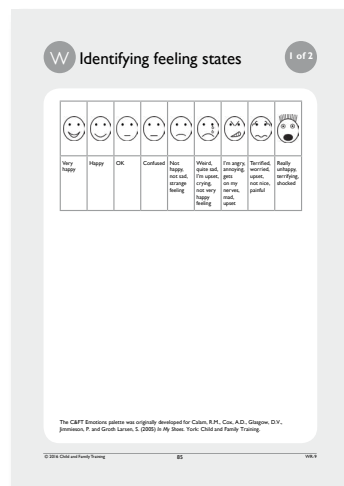 W Identifying feeling states
1 of 2
Very happy
Happy
OK
Confused
Not happy, not sad, strange feeling
Weird, quite sad, I'm upset, crying, not very happy feeling
I'm angry, annoying, gets on my nerves, mad, upset
Terrified, worried, upset, not nice, painful
Really unhappy, terrifying, shocked
The C&FT Emotions palette was originally developed for Calam, R.M., Cox, A.D., Glasgow, D.V.,
Jimmieson, P. and Groth Larsen, S. (2005) In My Shoes. York: Child and Family Training.
© 2016 Child and Family Training
85
WR-9